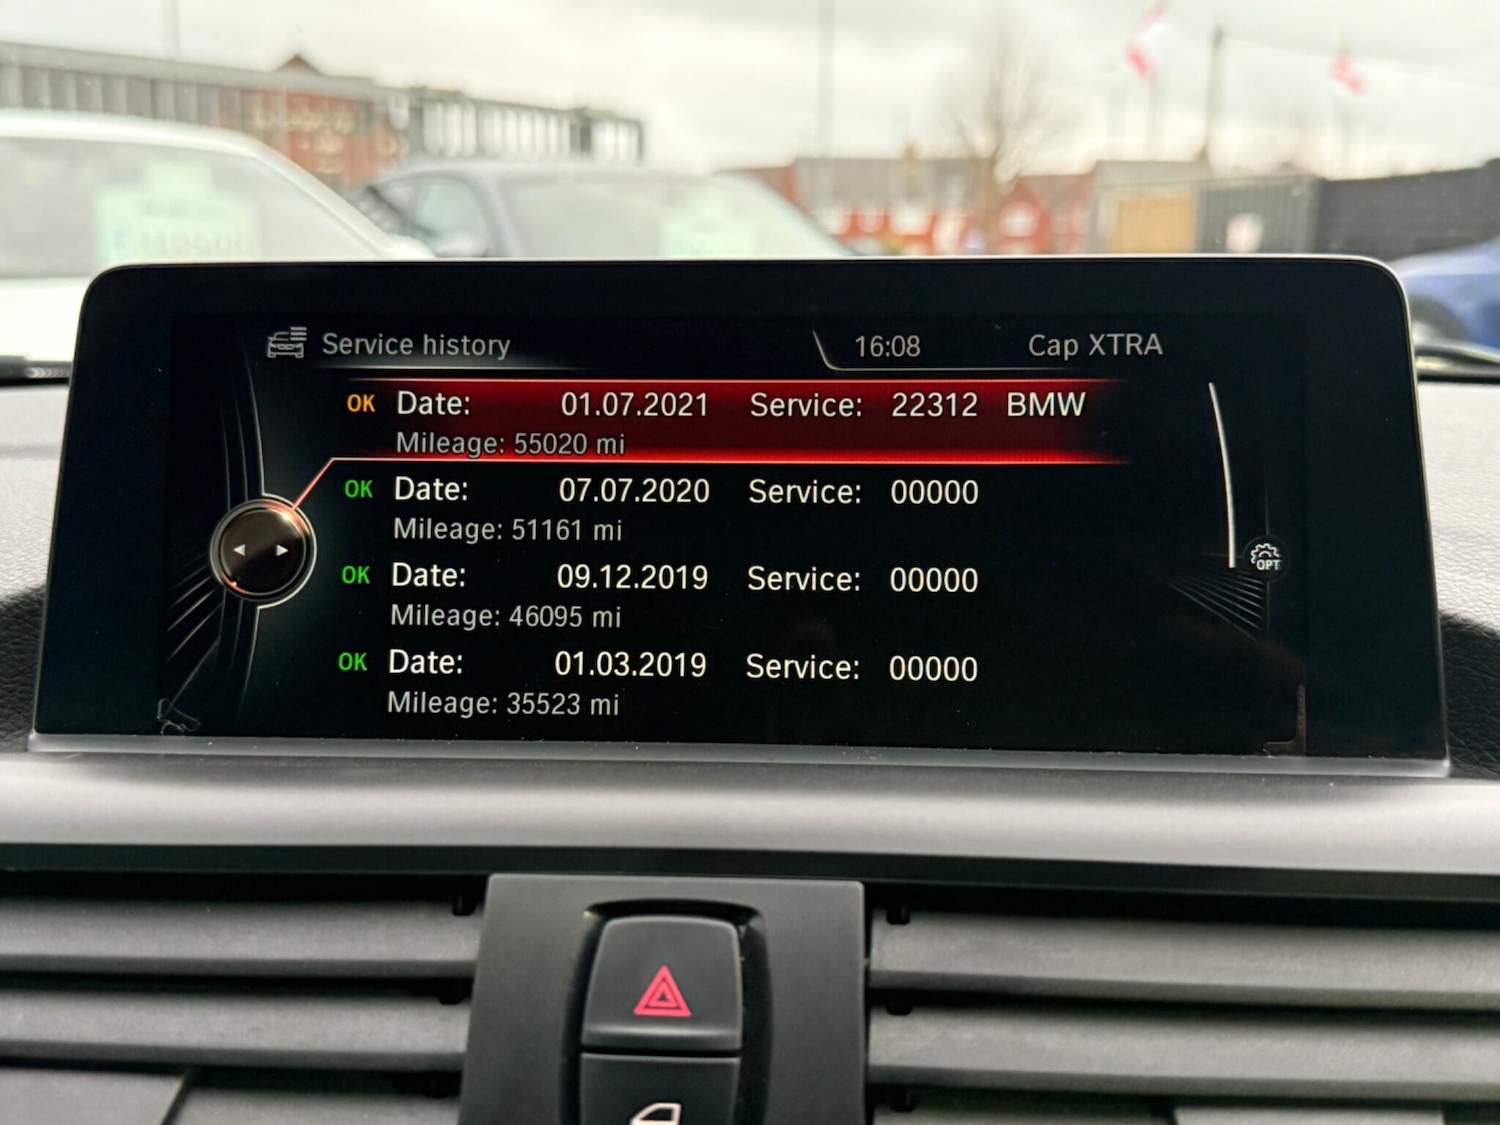 Service history 16:08 Cap XTRA
OK Date: 01.07.2021 Service: 22312 BMW
Mileage: 55020 mi
OK Date: 07.07.2020 Service: 00000
Mileage: 51161 mi
OK Date: 09.12.2019 Service: 00000
Mileage: 46095 mi
OPT
OK Date: 01.03.2019 Service: 00000
Mileage: 35523 mi